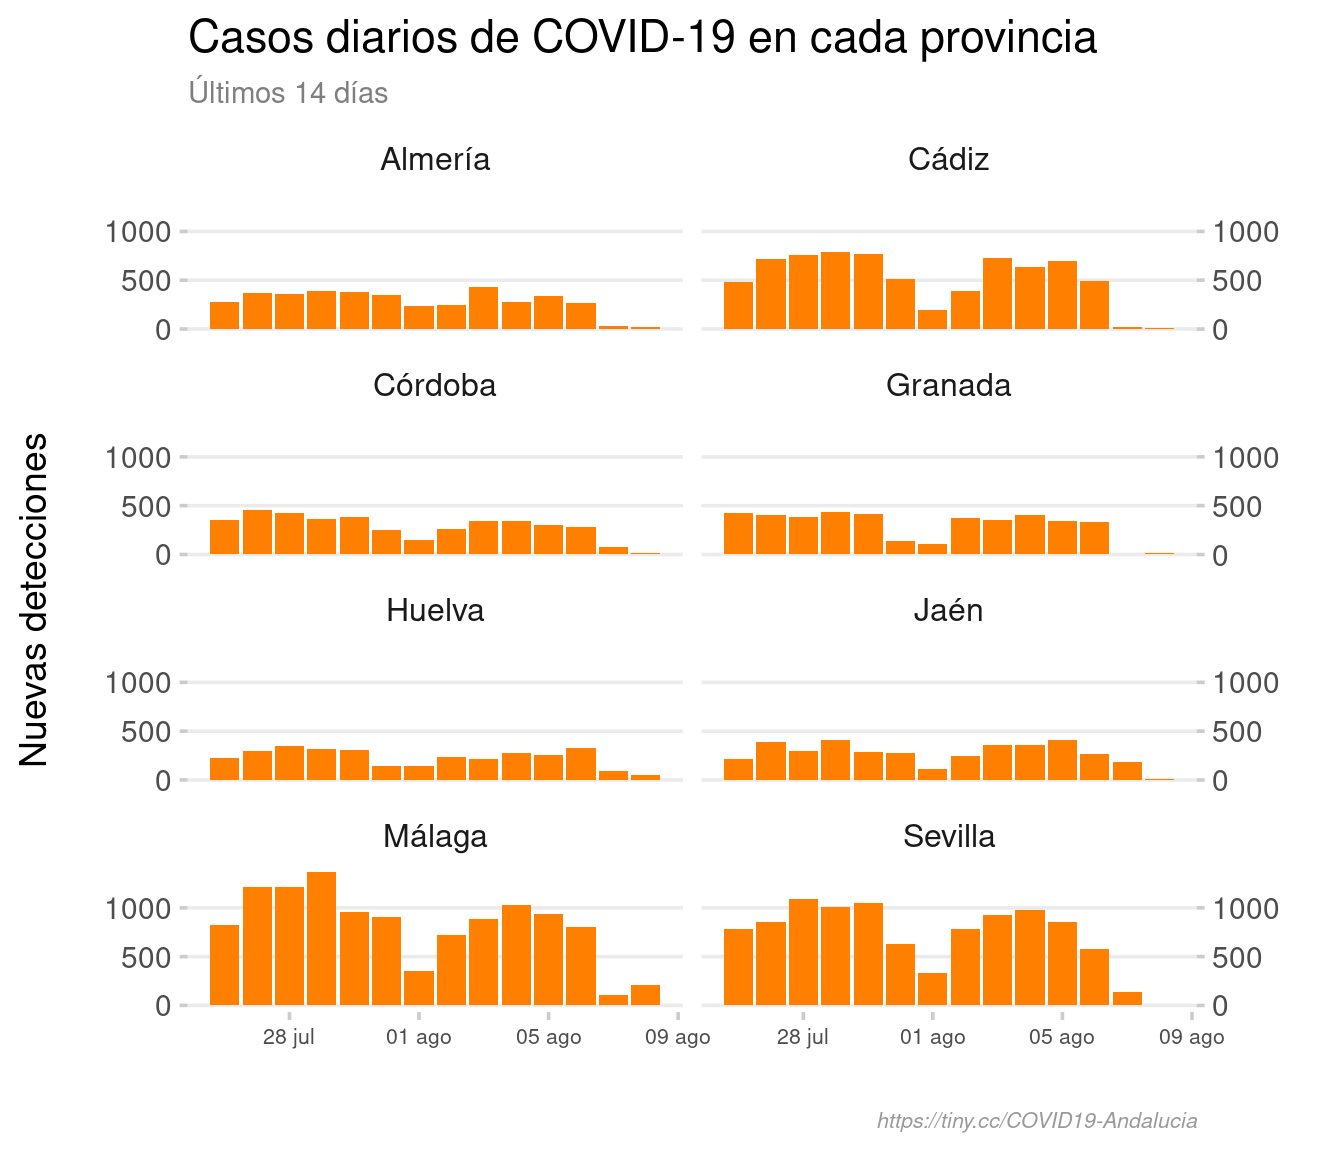 Casos diarios de COVID-19 en cada provincia
Últimos 14 días
Nuevas detecciones
Almería
Cádiz
1000
500
0
1000
500
0
Córdoba
Granada
1000
500
0
1000
500
0
Huelva
Jaén
1000
500
0
1000
500
0
Málaga
Sevilla
1000
500
0
1000
500
0
28 jul 01 ago 05 ago 09 ago
28 jul 01 ago 05 ago 09 ago
https://tiny.cc/COVID19-Andalucia